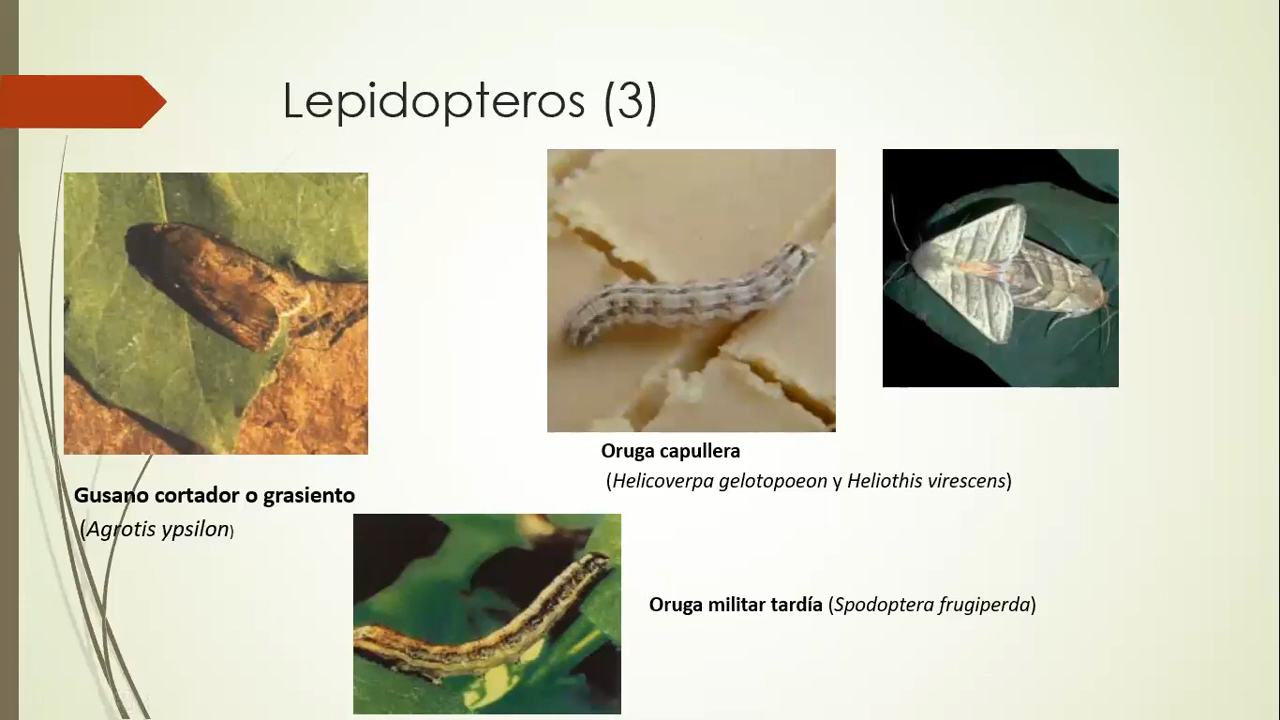 Lepidopteros (3)
Oruga capullera
(Helicoverpa gelotopoeon y Heliothis virescens)
Gusano cortador o grasiento
(Agrotis ypsilon)
Oruga militar tardía (Spodoptera frugiperda)